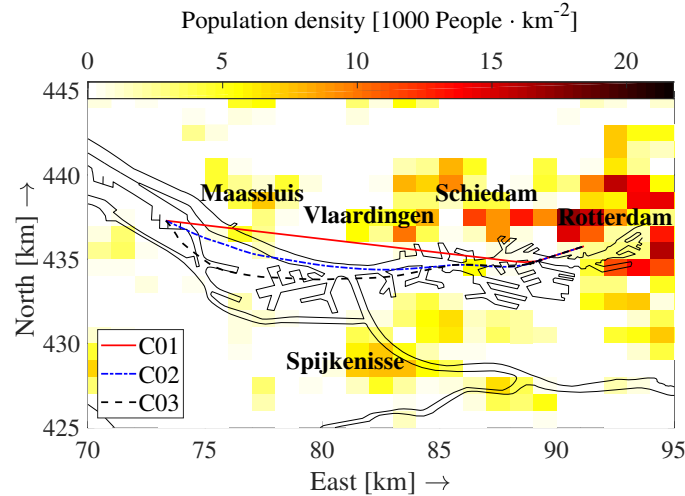 Population density [1000 People · km-2]
0 5 10 15 20
445
440
435
430
425
North [km] →
Maassluis
Schiedam
Vlaardingen
Rotterdam
Spijkenisse
C01
C02
C03
70 75 80 85 90 95
East [km] →